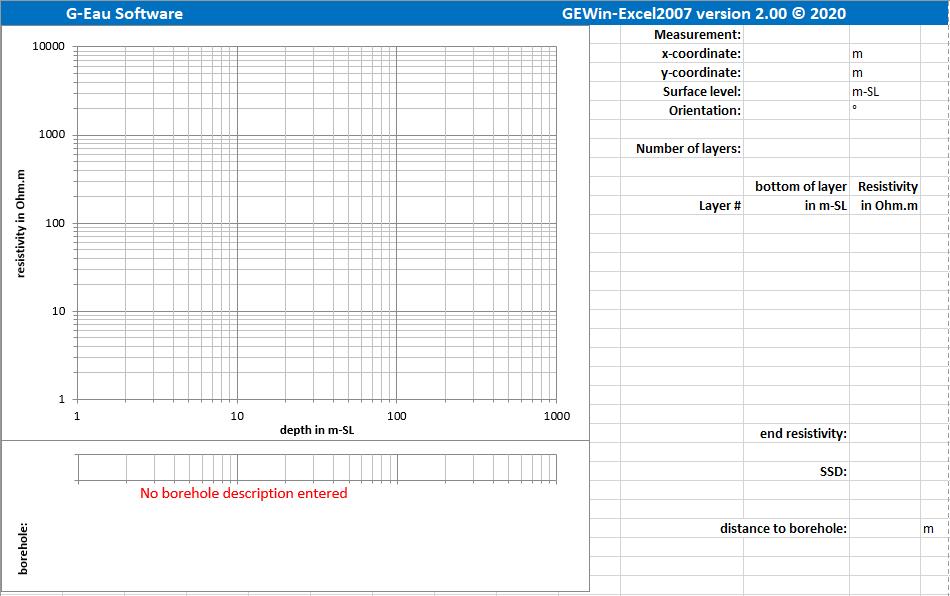 G-Eau Software GEWin-Excel2007 version 2.00 © 2020
10000
1000
100
10
1
resistivity in Ohm.m
1 10 100 1000
depth in m-SL
No borehole description entered
borehole:
Measurement:
x-coordinate: m
y-coordinate: m
Surface level: m-SL
Orientation: °
Number of layers:
bottom of layer Resistivity
Layer # in m-SL in Ohm.m
end resistivity:
SSD:
distance to borehole: m